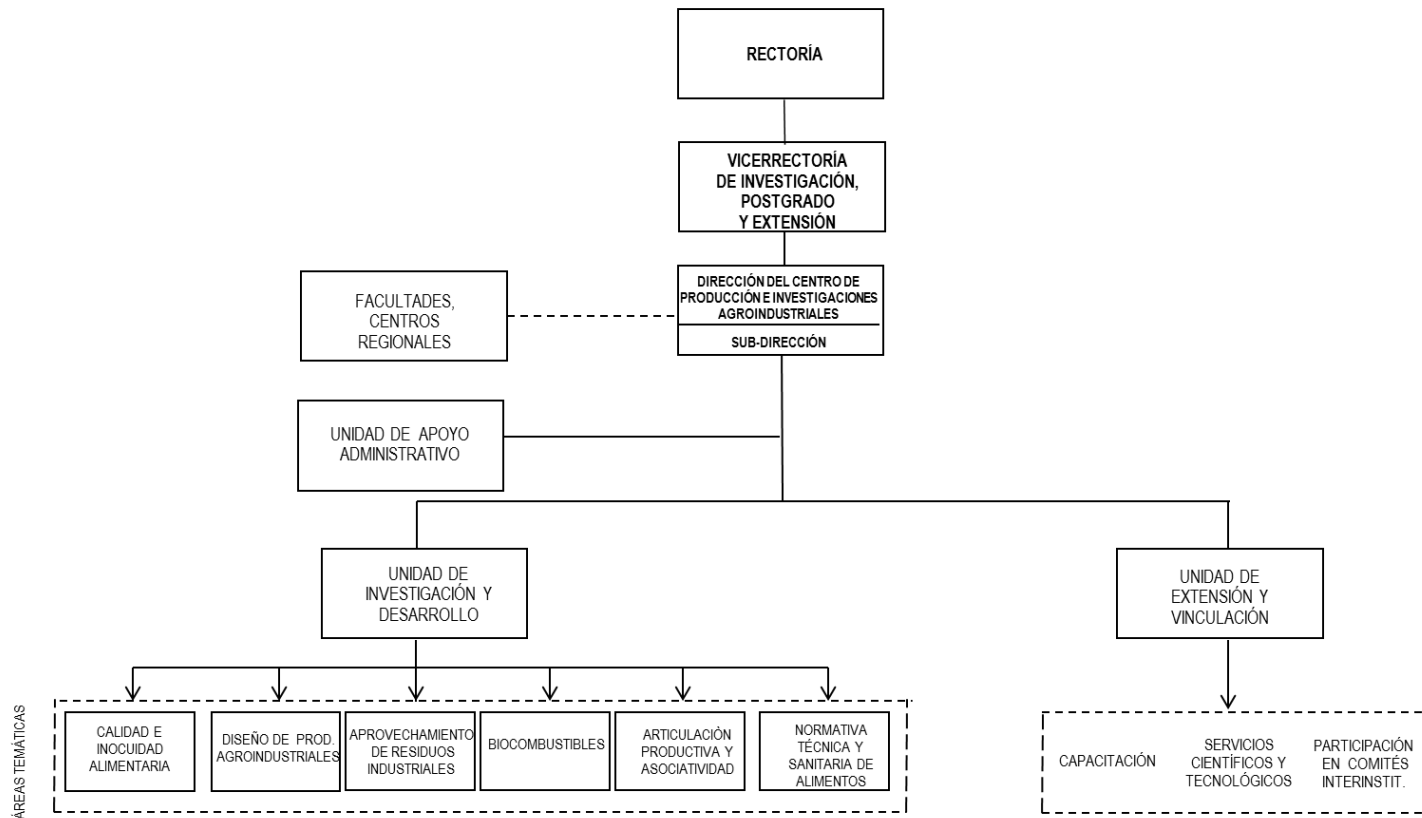 RECTORÍA
VICERRECTORÍA
DE INVESTIGACIÓN,
POSTGRADO
Y EXTENSIÓN
DIRECCIÓN DEL CENTRO DE
PRODUCCIÓN E INVESTIGACIONES
AGROINDUSTRIALES
SUB-DIRECCIÓN
FACULTADES,
CENTROS
REGIONALES
UNIDAD DE APOYO
ADMINISTRATIVO
UNIDAD DE
INVESTIGACIÓN Y
DESARROLLO
UNIDAD DE
EXTENSIÓN Y
VINCULACIÓN
ÁREAS TEMÁTICAS
CALIDAD E
INOCUIDAD
ALIMENTARIA
DISEÑO DE PROD.
AGROINDUSTRIALES
APROVECHAMIENTO
DE RESIDUOS
INDUSTRIALES
BIOCOMBUSTIBLES
ARTICULACIÓN
PRODUCTIVA Y
ASOCIATIVIDAD
NORMATIVA
TÉCNICA Y
SANITARIA DE
ALIMENTOS
CAPACITACIÓN
SERVICIOS
CIENTÍFICOS Y
TECNOLÓGICOS
PARTICIPACIÓN
EN COMITÉS
INTERINSTIT.